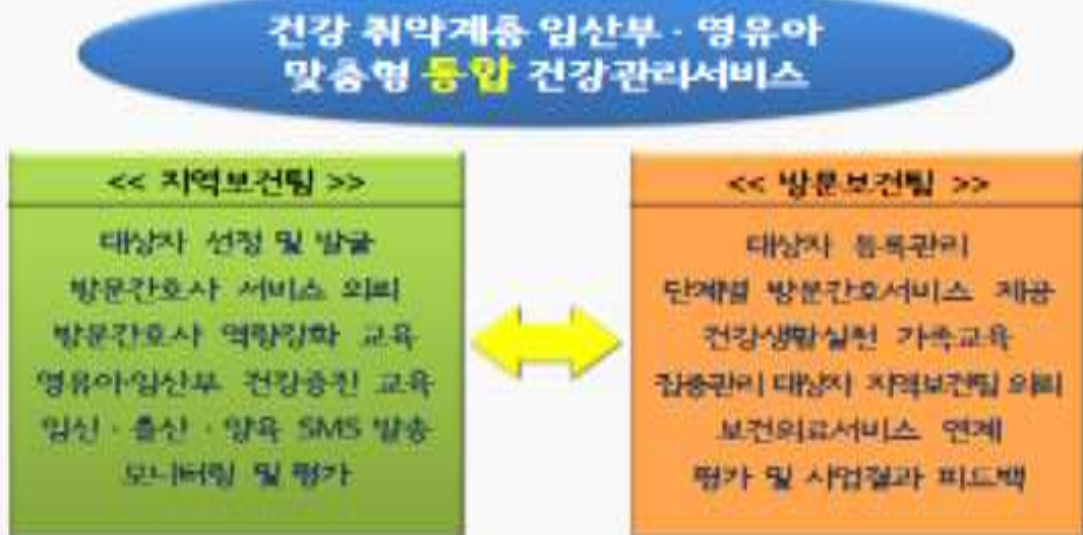 건강 취약계층 임산부 · 영유아
맞춤형 통합 건강관리서비스
<< 지역보건팀 >>
대상자 선정 및 발굴
방문간호사 서비스 의뢰
방문간호사 역량강화 교육
영유아·임산부 건강증진 교육
임신 · 출산 · 양육 SMS 발송
모니터링 및 평가
<< 방문보건팀 >>
대상자 등록관리
단계별 방문간호서비스 제공
건강생활실천 가족교육
집중관리 대상자 지역보건팀 의뢰
보건의료서비스 연계
평가 및 사업결과 피드백